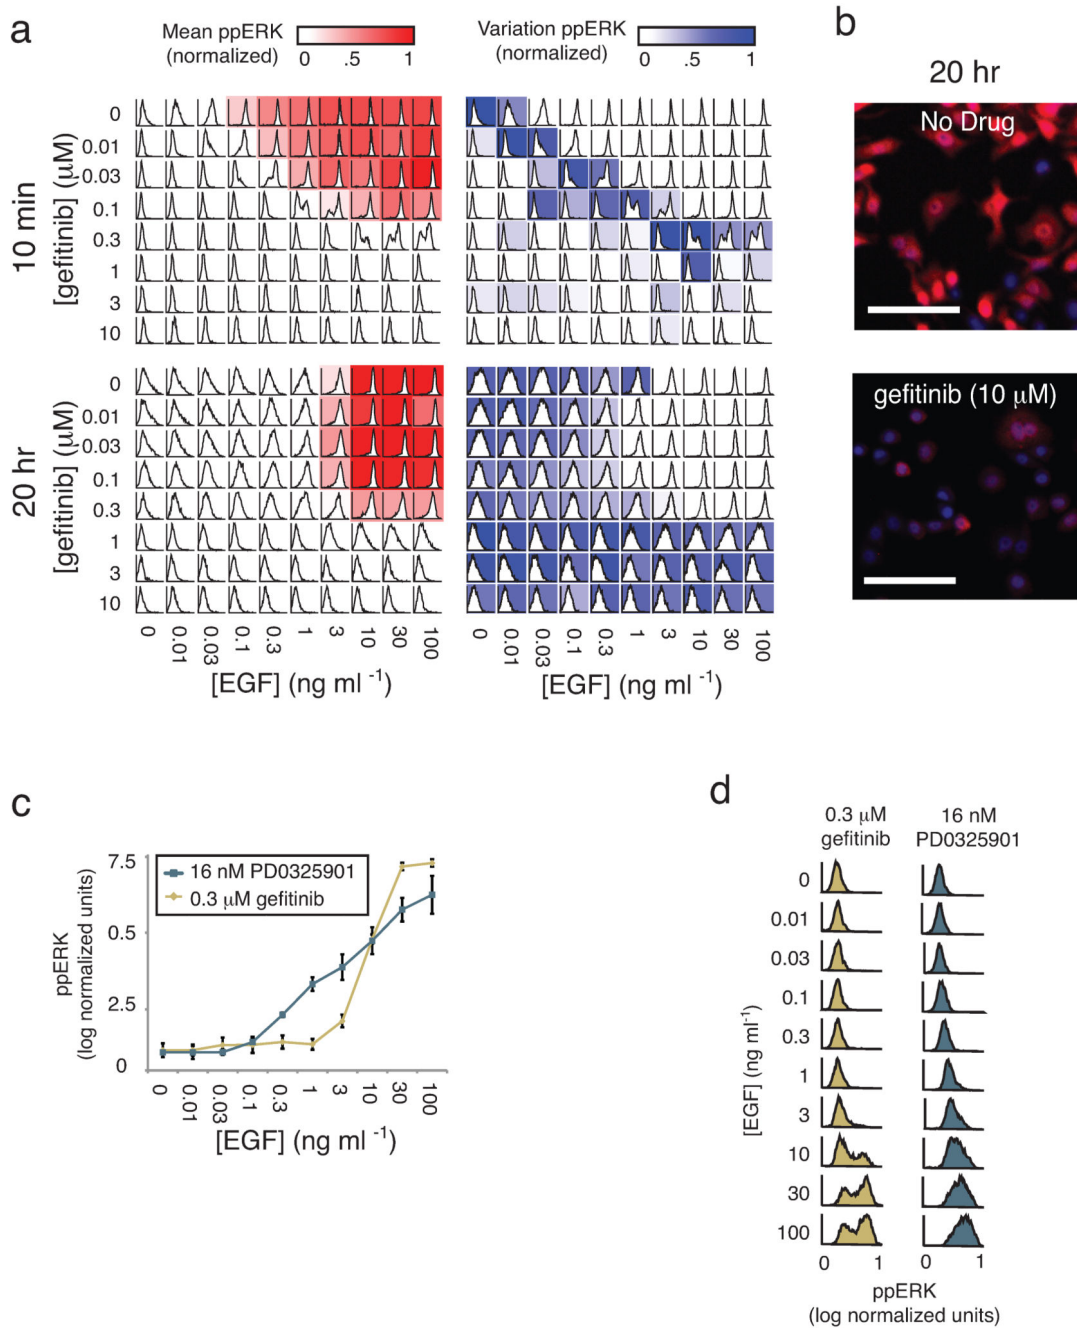 a
Mean ppERK
(normalized)
0 .5 1
Variation ppERK
(normalized)
0 .5 1
10 min
[gefitinib] (µM)
0
0.01
0.03
0.1
0.3
1
3
10
20 hr
[gefitinib] (µM)
0
0.01
0.03
0.1
0.3
1
3
10
0 0.01 0.03 0.1 0.3 1 3 10 30 100
[EGF] (ng ml -1)
0 0.01 0.03 0.1 0.3 1 3 10 30 100
[EGF] (ng ml -1)
b
20 hr
No Drug
gefitinib (10 µM)
c
7.5
0.5
2.5
0
ppERK
(log normalized units)
16 nM PD0325901
0.3 µM gefitinib
0 0.01 0.03 0.1 0.3 1 3 10 30 100
[EGF] (ng ml -1)
d
0.3 µM
gefitinib
16 nM
PD0325901
[EGF] (ng ml-1)
0
0.01
0.03
0.1
0.3
1
3
10
30
100
0 1
0 1
ppERK
(log normalized units)